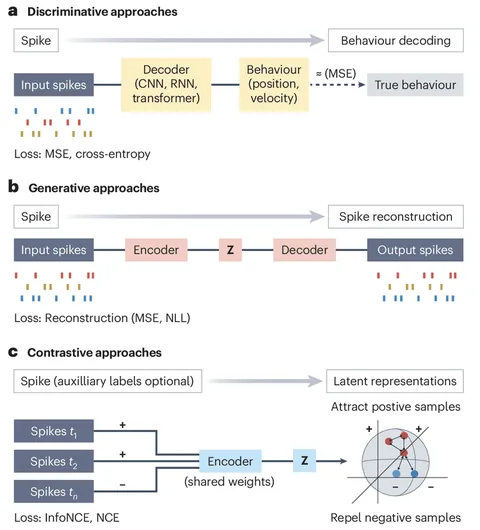 a Discriminative approaches
Spike
Behaviour decoding
Input spikes
Decoder
(CNN, RNN,
transformer)
Behaviour
(position,
velocity)
≈ (MSE)
True behaviour
Loss: MSE, cross-entropy
b Generative approaches
Spike
Spike reconstruction
Input spikes
Encoder
Z
Decoder
Output spikes
Loss: Reconstruction (MSE, NLL)
c Contrastive approaches
Spike (auxilliary labels optional)
Latent representations
Attract postive samples
Spikes t1
+
Spikes t2
+
Spikes tn
−
Encoder
(shared weights)
Z
+ +
− −
Loss: InfoNCE, NCE
Repel negative samples